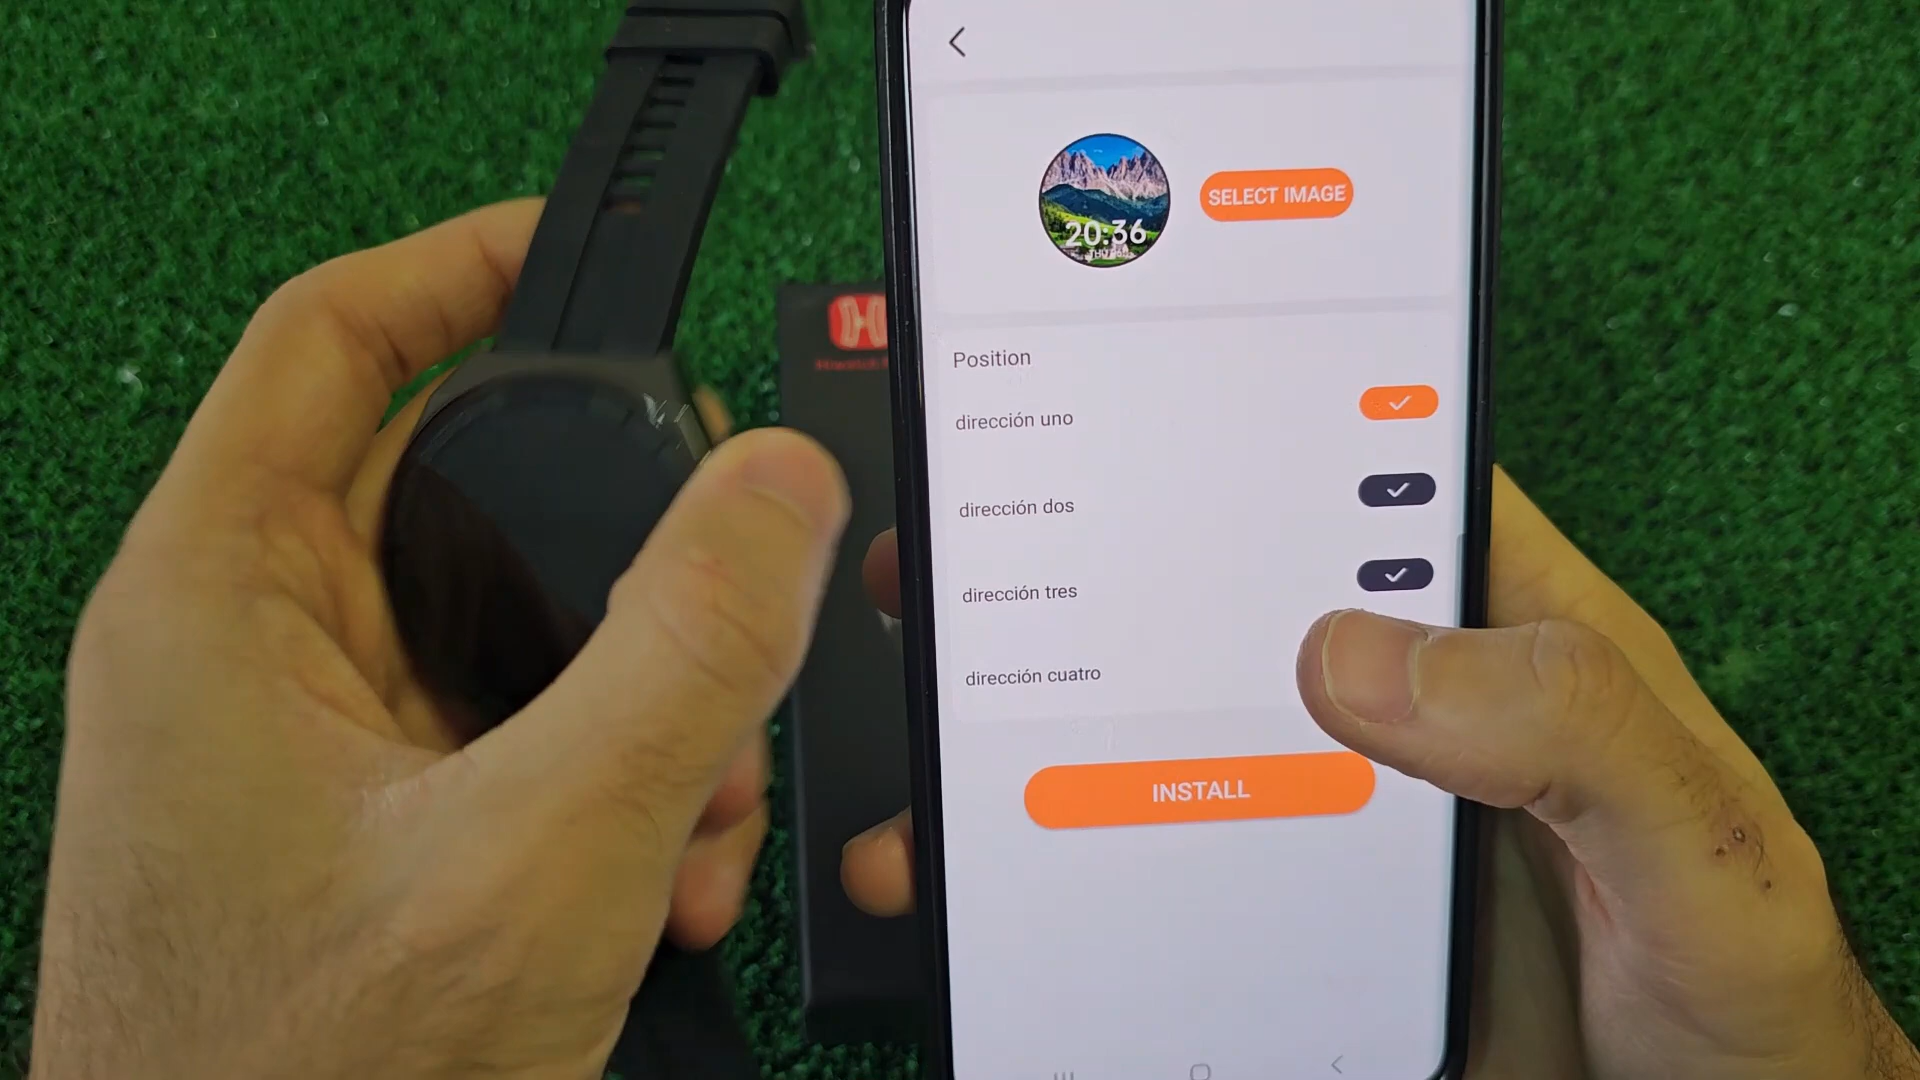 SELECT IMAGE
20:36
Position
dirección uno
dirección dos
dirección tres
dirección cuatro
INSTALL